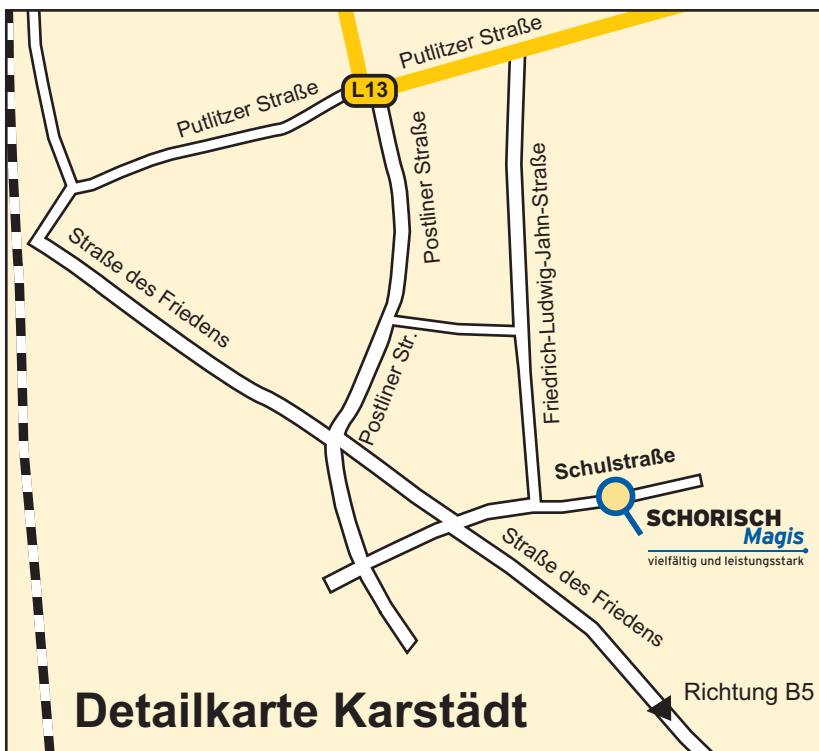 Putlitzer Straße
L13
Putlitzer Straße
Postliner Straße
Friedrich-Ludwig-Jahn-Straße
Straße des Friedens
Postliner Str.
Schulstraße
SCHORISCH
Magis
vielfältig und leistungsstark
Straße des Friedens
Richtung B5
Detailkarte Karstädt